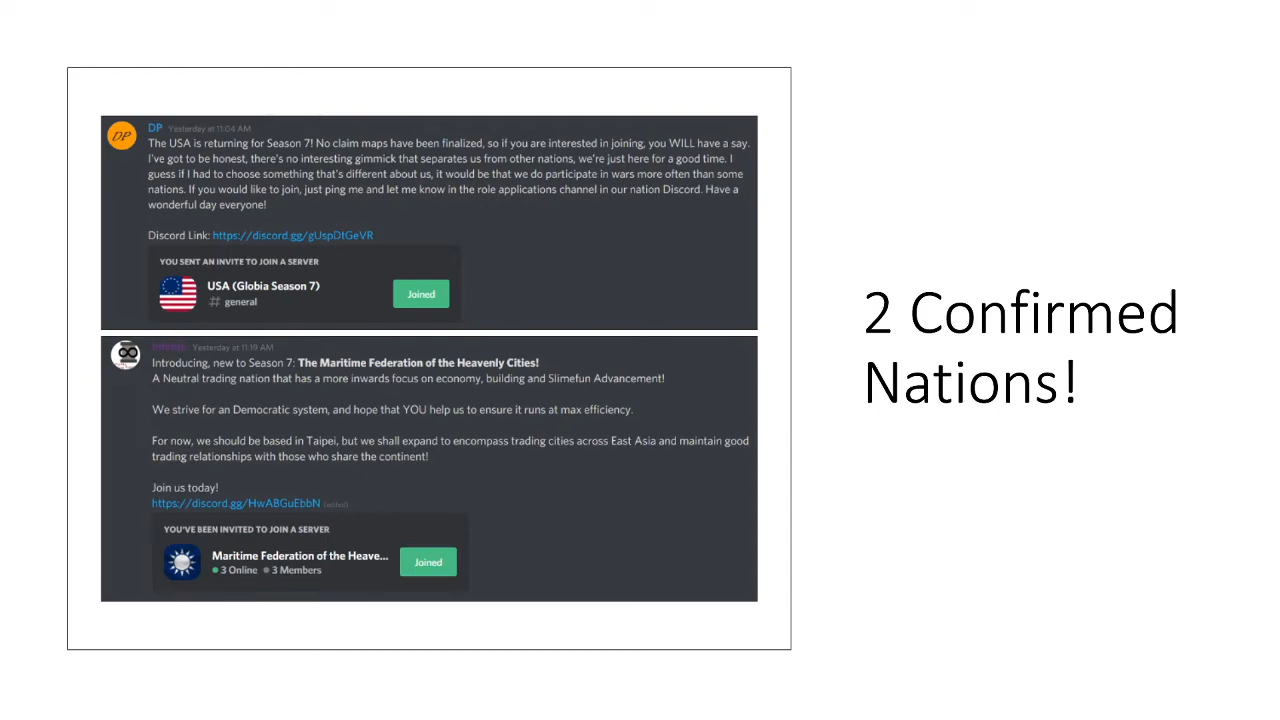 DP Yesterday at 11:04 AM
The USA is returning for Season 7! No claim maps have been finalized, so if you are interested in joining, you WILL have a say.
I've got to be honest, there's no interesting gimmick that separates us from other nations, we're just here for a good time. I
guess if I had to choose something that's different about us, it would be that we do participate in wars more often than some
nations. If you would like to join, just ping me and let me know in the role applications channel in our nation Discord. Have a
wonderful day everyone!
Discord Link: https://discord.gg/gUspDtGeVR
YOU SENT AN INVITE TO JOIN A SERVER
USA (Globia Season 7)
# general
Joined
Yesterday at 11:19 AM
Introducing, new to Season 7: The Maritime Federation of the Heavenly Cities!
A Neutral trading nation that has a more inwards focus on economy, building and Slimefun Advancement!
We strive for an Democratic system, and hope that YOU help us to ensure it runs at max efficiency.
For now, we should be based in Taipei, but we shall expand to encompass trading cities across East Asia and maintain good
trading relationships with those who share the continent!
Join us today!
https://discord.gg/HwABGuEbbN (edited)
YOU'VE BEEN INVITED TO JOIN A SERVER
Maritime Federation of the Heave...
3 Online 3 Members
Joined
2 Confirmed
Nations!